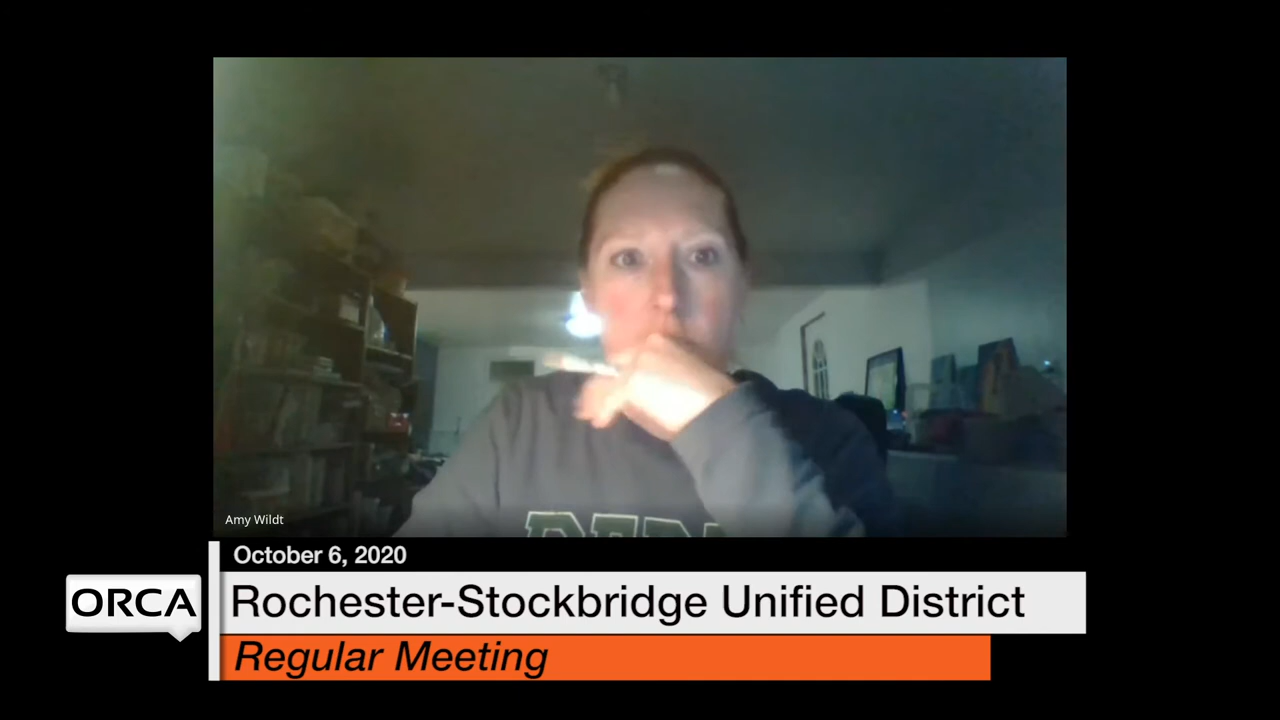 Amy Wildt
October 6, 2020
ORCA
Rochester-Stockbridge Unified District
Regular Meeting